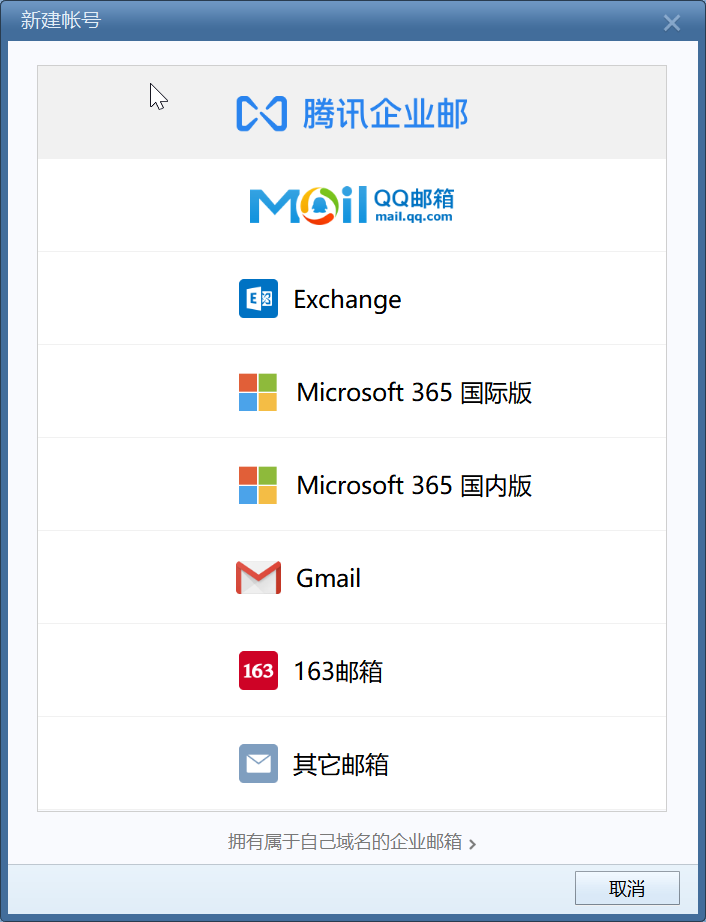 新建帐号
腾讯企业邮
Mail QQ邮箱
mail.qq.com
Exchange
Microsoft 365 国际版
Microsoft 365 国内版
Gmail
163 163邮箱
其它邮箱
拥有属于自己域名的企业邮箱 ›
取消